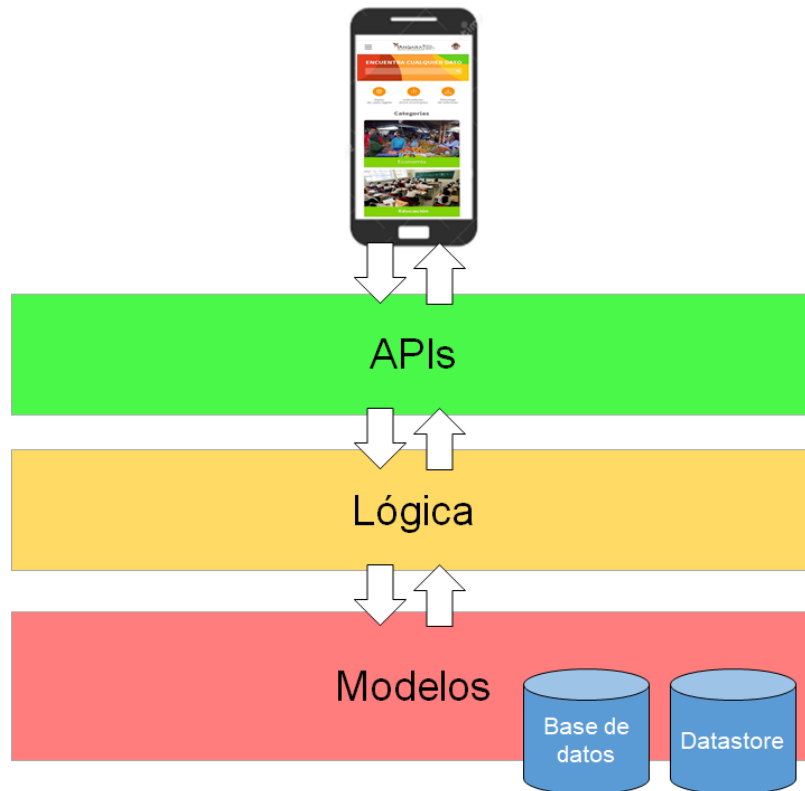 ENCUENTRA CUALQUIER DATO
Categorías
Economía
Educación
APIs
Lógica
Modelos
Base de
datos
Datastore